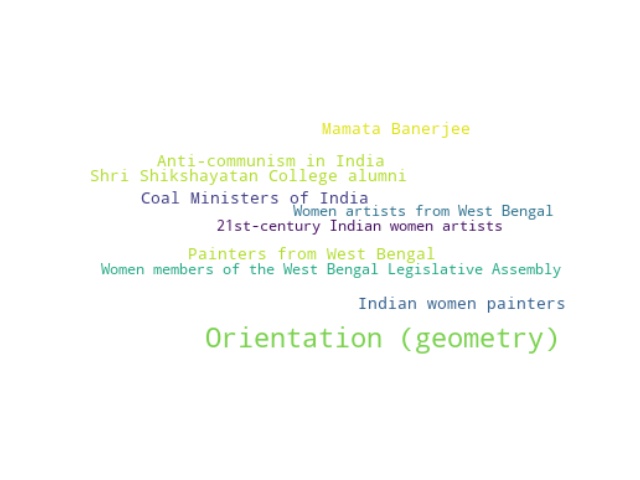 Mamata Banerjee
Anti-communism in India
Shri Shikshayatan College alumni
Coal Ministers of India
Women artists from West Bengal
21st-century Indian women artists
Painters from West Bengal
Women members of the West Bengal Legislative Assembly
Indian women painters
Orientation (geometry)